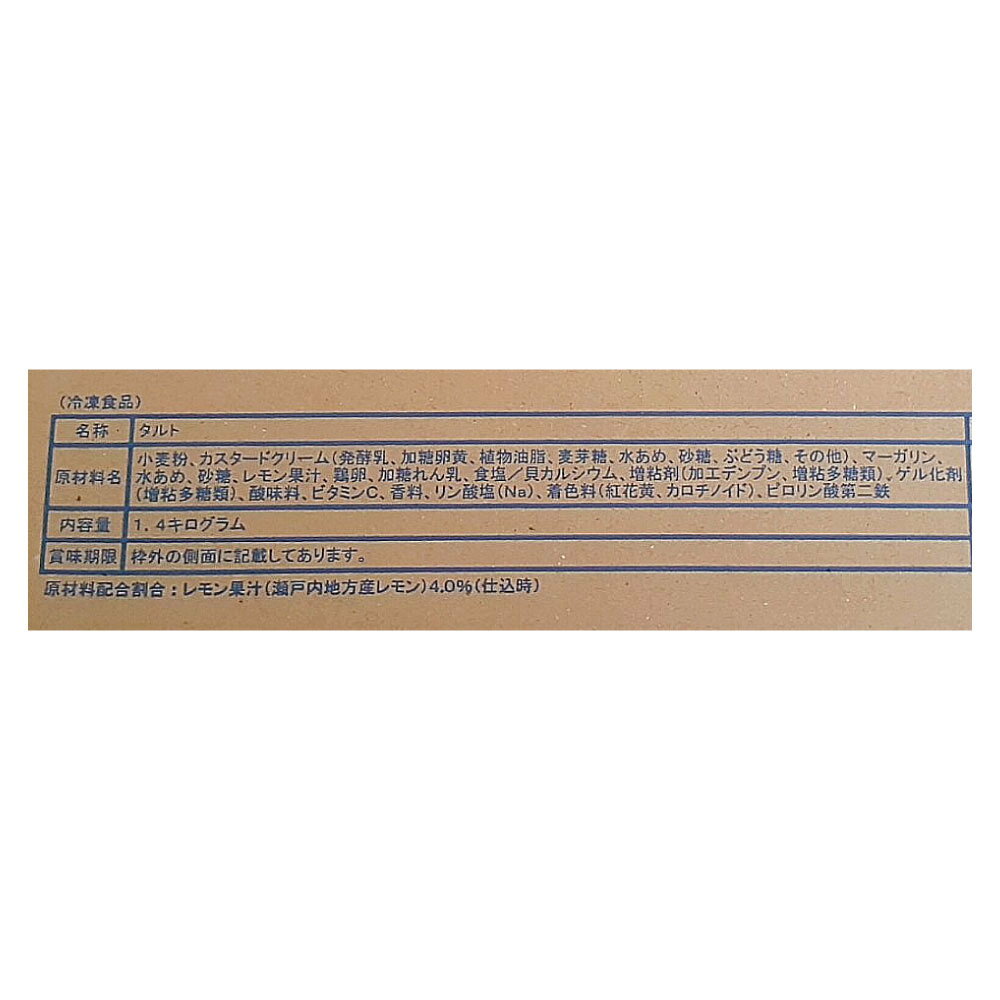 (冷凍食品)
名称 タルト
小麦粉、カスタードクリーム(発酵乳、加糖卵黄、植物油脂、麦芽糖、水あめ、砂糖、ぶどう糖、その他)、マーガリン、
原材料名 水あめ、砂糖、レモン果汁、鶏卵、加糖れん乳、食塩/貝カルシウム、増粘剤(加工デンプン、増粘多糖類)、ゲル化剤
(増粘多糖類)、酸味料、ビタミンC、香料、リン酸塩(Na)、着色料(紅花黄、カロチノイド)、ピロリン酸第二鉄
内容量 1.4キログラム
賞味期限 枠外の側面に記載してあります。
原材料配合割合:レモン果汁(瀬戸内地方産レモン)4.0%(仕込時)